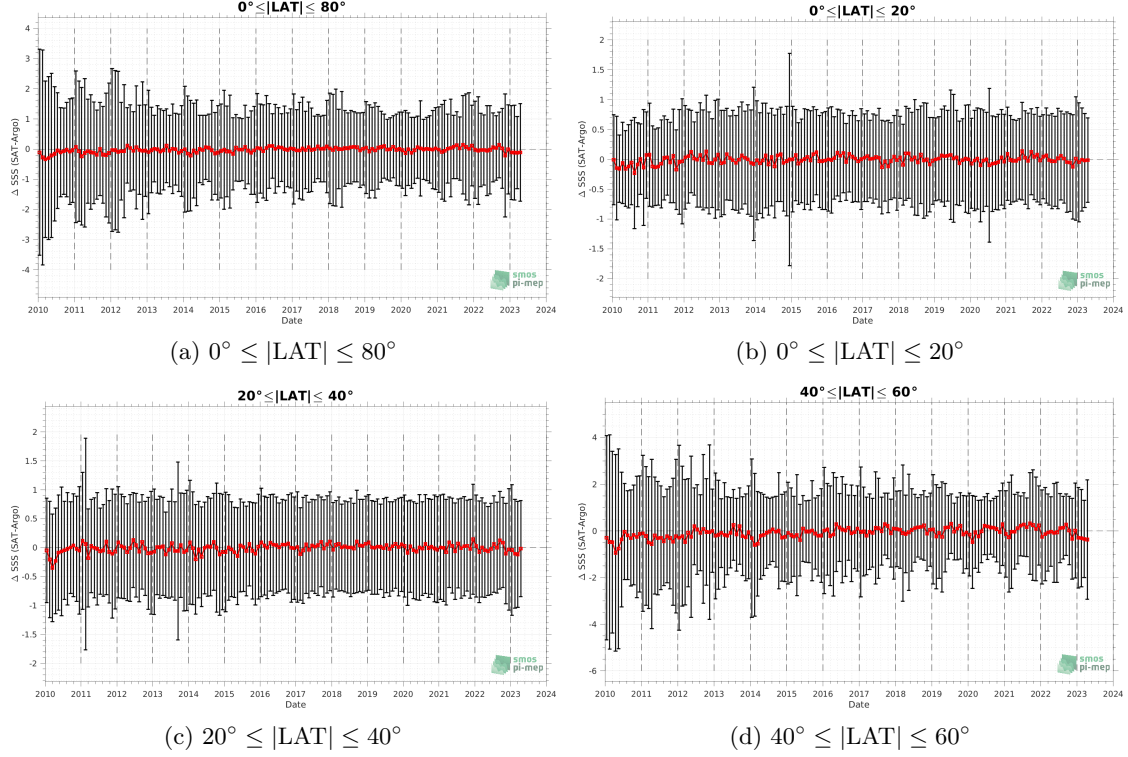 0°≤|LAT|≤ 80°
4
3
2
1
0
-1
-2
-3
-4
Δ SSS (SAT-Argo)
2010 2011 2012 2013 2014 2015 2016 2017 2018 2019 2020 2021 2022 2023 2024
Date
smos
pi-mep
(a) 0° ≤ |LAT| ≤ 80°
0°≤|LAT|≤ 20°
2
1.5
1
0.5
0
-0.5
-1
-1.5
-2
Δ SSS (SAT-Argo)
2010 2011 2012 2013 2014 2015 2016 2017 2018 2019 2020 2021 2022 2023 2024
Date
smos
pi-mep
(b) 0° ≤ |LAT| ≤ 20°
20°≤|LAT|≤ 40°
2
1.5
1
0.5
0
-0.5
-1
-1.5
-2
Δ SSS (SAT-Argo)
2010 2011 2012 2013 2014 2015 2016 2017 2018 2019 2020 2021 2022 2023 2024
Date
smos
pi-mep
(c) 20° ≤ |LAT| ≤ 40°
40°≤|LAT|≤ 60°
4
2
0
-2
-4
-6
Δ SSS (SAT-Argo)
2010 2011 2012 2013 2014 2015 2016 2017 2018 2019 2020 2021 2022 2023 2024
Date
smos
pi-mep
(d) 40° ≤ |LAT| ≤ 60°